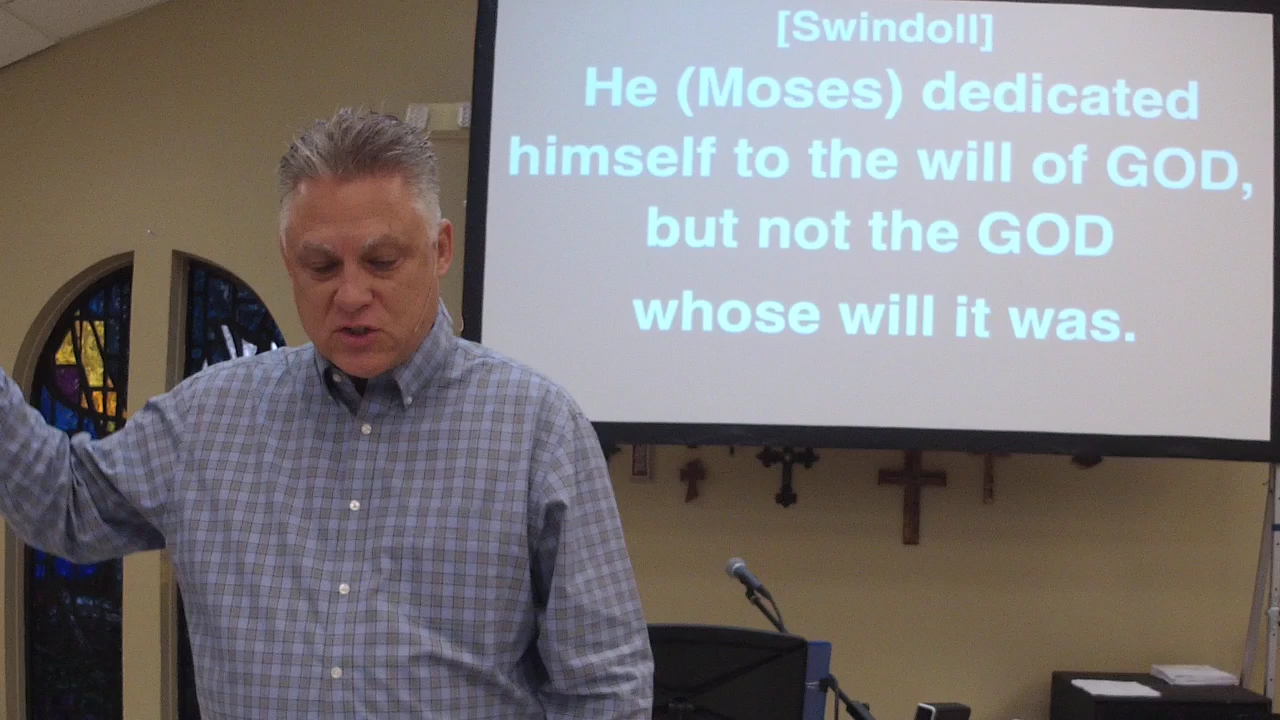 [Swindoll]
He (Moses) dedicated
himself to the will of GOD,
but not the GOD
whose will it was.